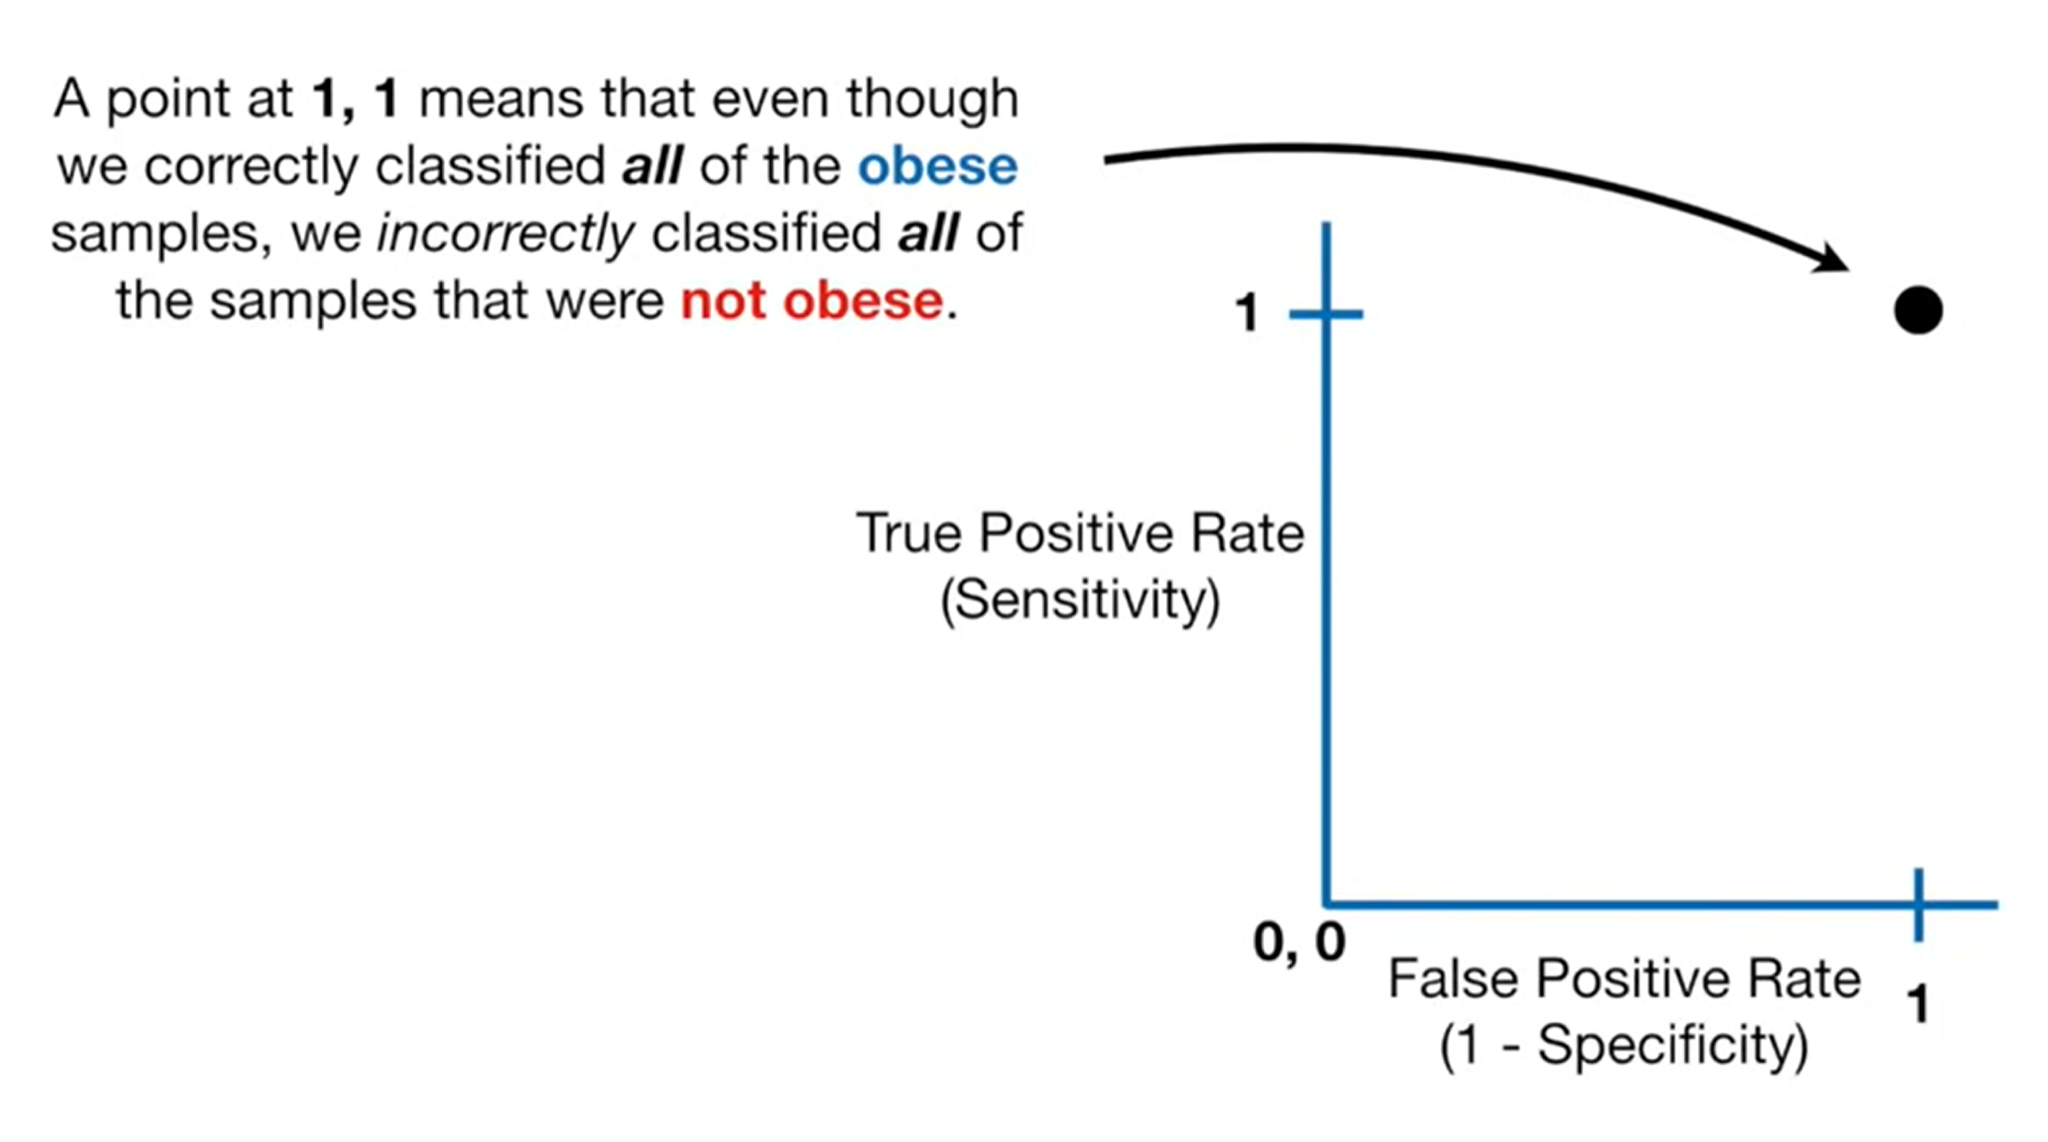 A point at 1, 1 means that even though
we correctly classified all of the obese
samples, we incorrectly classified all of
the samples that were not obese.
1
True Positive Rate
(Sensitivity)
0, 0
False Positive Rate
(1 - Specificity)
1